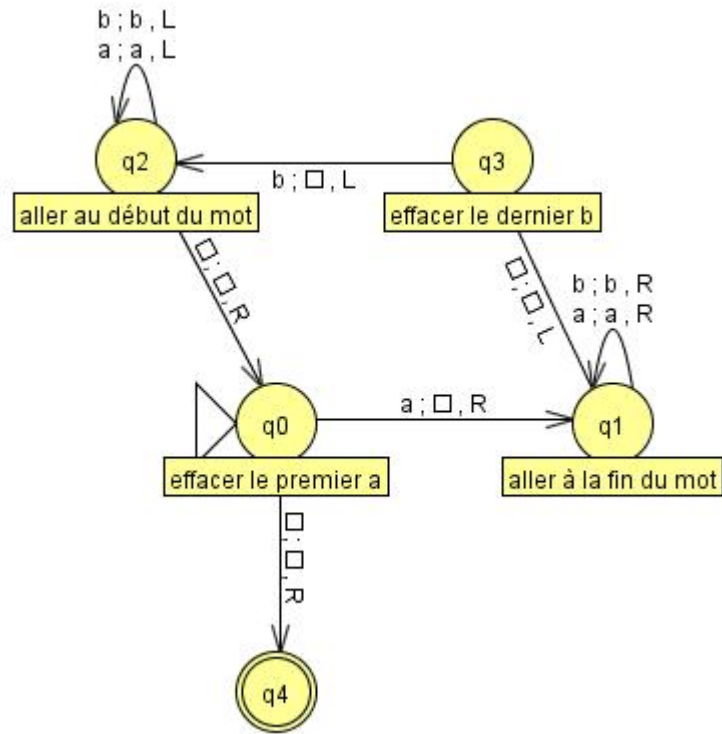 b ; b , L
a ; a , L
q2
q3
b ; □ , L
aller au début du mot
effacer le dernier b
□ ; □ , R
□ ; □ , L
b ; b , R
a ; a , R
q0
a ; □ , R
q1
effacer le premier a
aller à la fin du mot
□ ; □ , R
q4